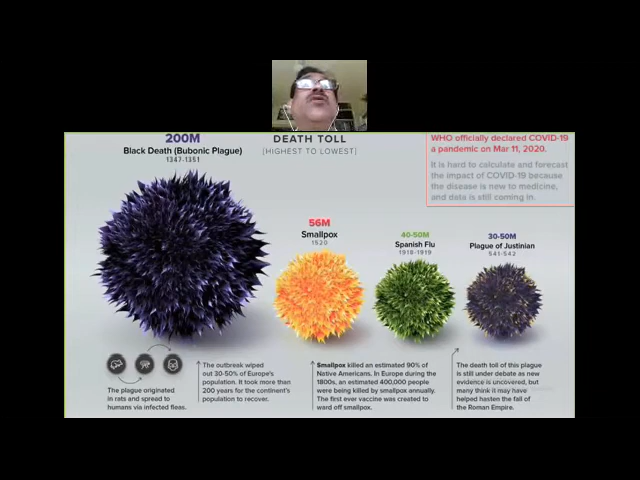 200M
Black Death (Bubonic Plague)
1347-1351
DEATH TOLL
[HIGHEST TO LOWEST]
WHO officially declared COVID-19
a pandemic on Mar 11, 2020.
It is hard to calculate and forecast
the impact of COVID-19 because
the disease is new to medicine,
and data is still coming in.
56M
Smallpox
1520
40-50M
Spanish Flu
1918-1919
30-50M
Plague of Justinian
541-542
The plague originated
in rats and spread to
humans via infected fleas.
The outbreak wiped
out 30-50% of Europe's
population. It took more than
200 years for the continent's
population to recover.
Smallpox killed an estimated 90% of
Native Americans. In Europe during the
1800s, an estimated 400,000 people
were being killed by smallpox annually.
The first ever vaccine was created to
ward off smallpox.
The death toll of this plague
is still under debate as new
evidence is uncovered, but
many think it may have
helped hasten the fall of
the Roman Empire.